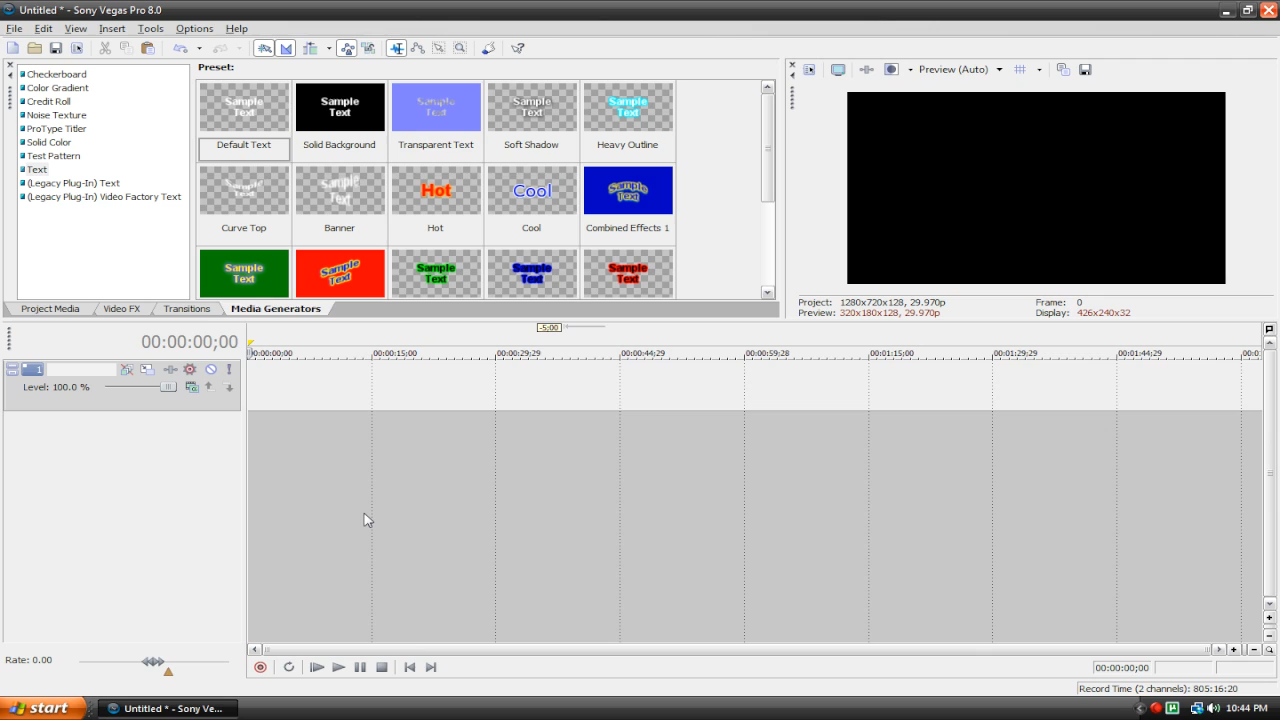 Untitled * - Sony Vegas Pro 8.0
File Edit View Insert Tools Options Help
Checkerboard
Color Gradient
Credit Roll
Noise Texture
ProType Titler
Solid Color
Test Pattern
Text
(Legacy Plug-In) Text
(Legacy Plug-In) Video Factory Text
Preset:
Sample Text
Sample Text
Sample Text
Sample Text
Sample Text
Default Text Solid Background Transparent Text Soft Shadow Heavy Outline
Sample Text
Sample Text
Hot
Cool
Sample Text
Curve Top Banner Hot Cool Combined Effects 1
Sample Text
Sample Text
Sample Text
Sample Text
Sample Text
Project Media Video FX Transitions Media Generators
Preview (Auto)
Project: 1280x720x128, 29.970p Frame: 0
Preview: 320x180x128, 29.970p Display: 426x240x32
00:00:00;00
-5;00
00:00:00;00 00:00:15;00 00:00:29;29 00:00:44;29 00:00:59;28 00:01:15;00 00:01:29;29 00:01:44;29 00:0
1
Level: 100.0 %
Rate: 0.00
00:00:00;00
Record Time (2 channels): 805:16:20
start
Untitled * - Sony Ve...
10:44 PM